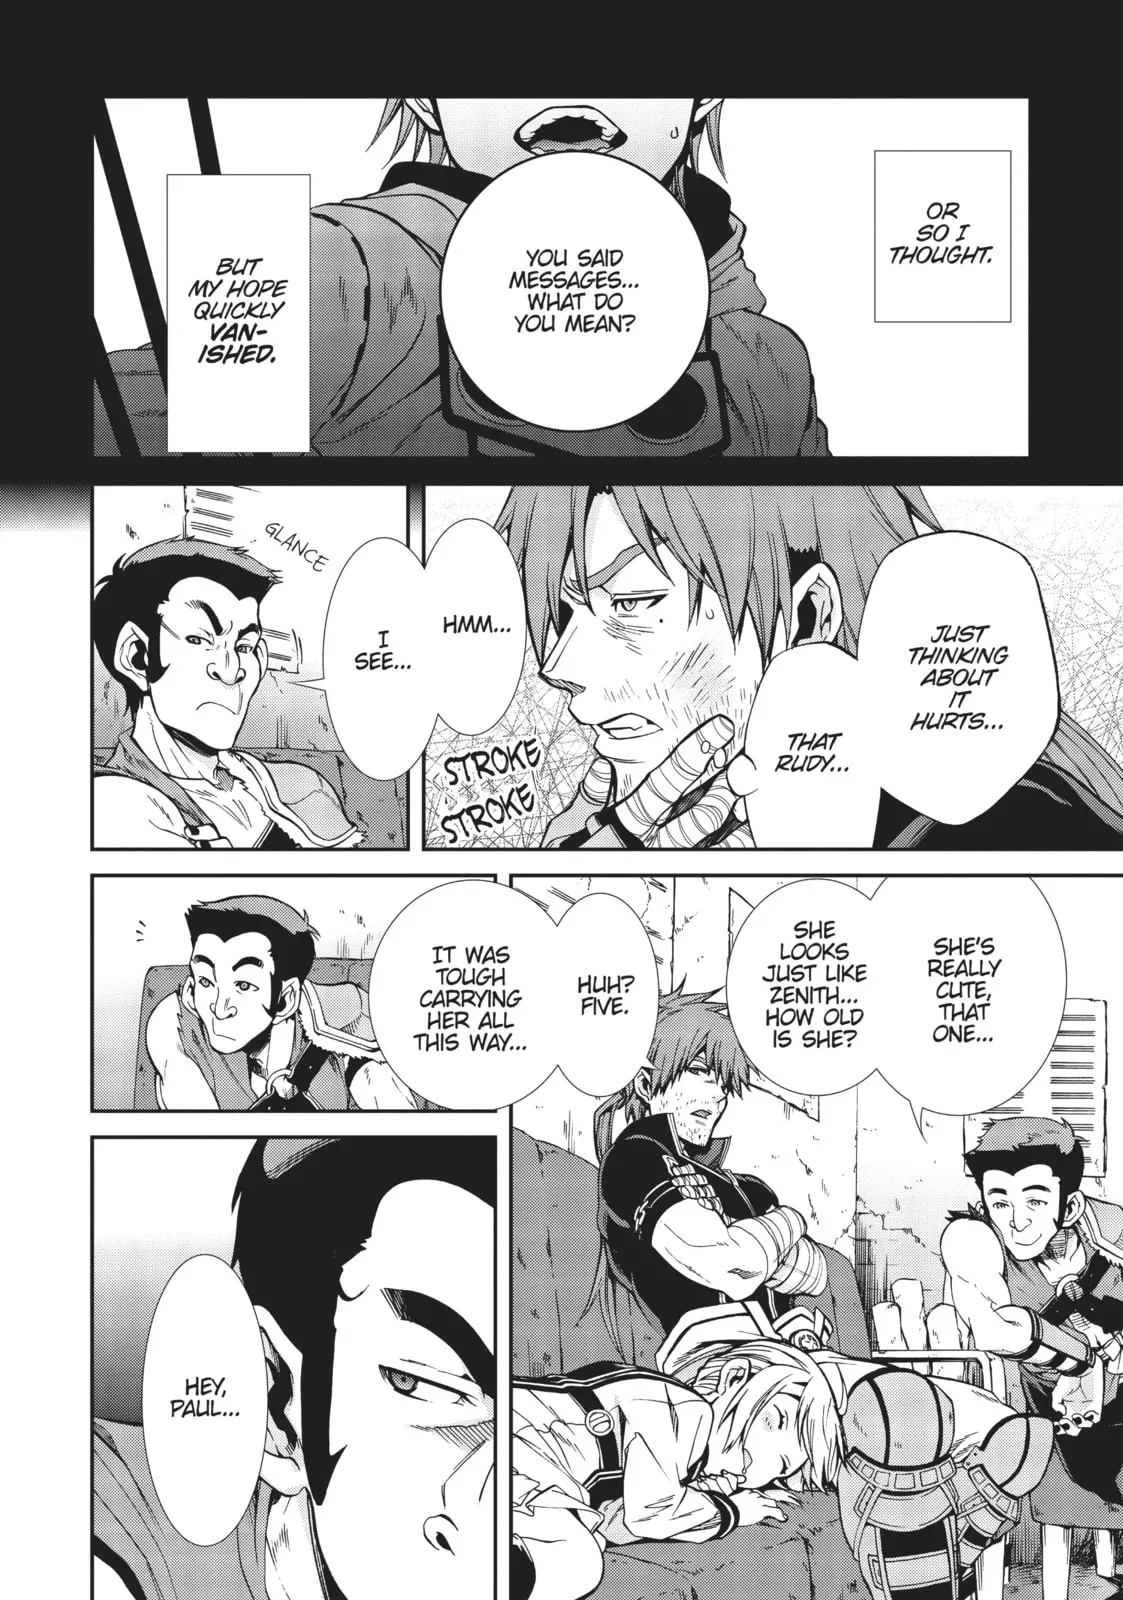 OR
SO I
THOUGHT.
YOU SAID
MESSAGES...
WHAT DO
YOU MEAN?
BUT
MY HOPE
QUICKLY
VAN-
ISHED.
JUST
THINKING
ABOUT
IT
HURTS...
THAT
RUDY...
STROKE
STROKE
HMM...
I
SEE...
GLANCE
SHE'S
REALLY
CUTE,
THAT
ONE...
SHE
LOOKS
JUST LIKE
ZENITH...
HOW OLD
IS SHE?
HUH?
FIVE.
IT WAS
TOUGH
CARRYING
HER ALL
THIS WAY...
HEY,
PAUL...